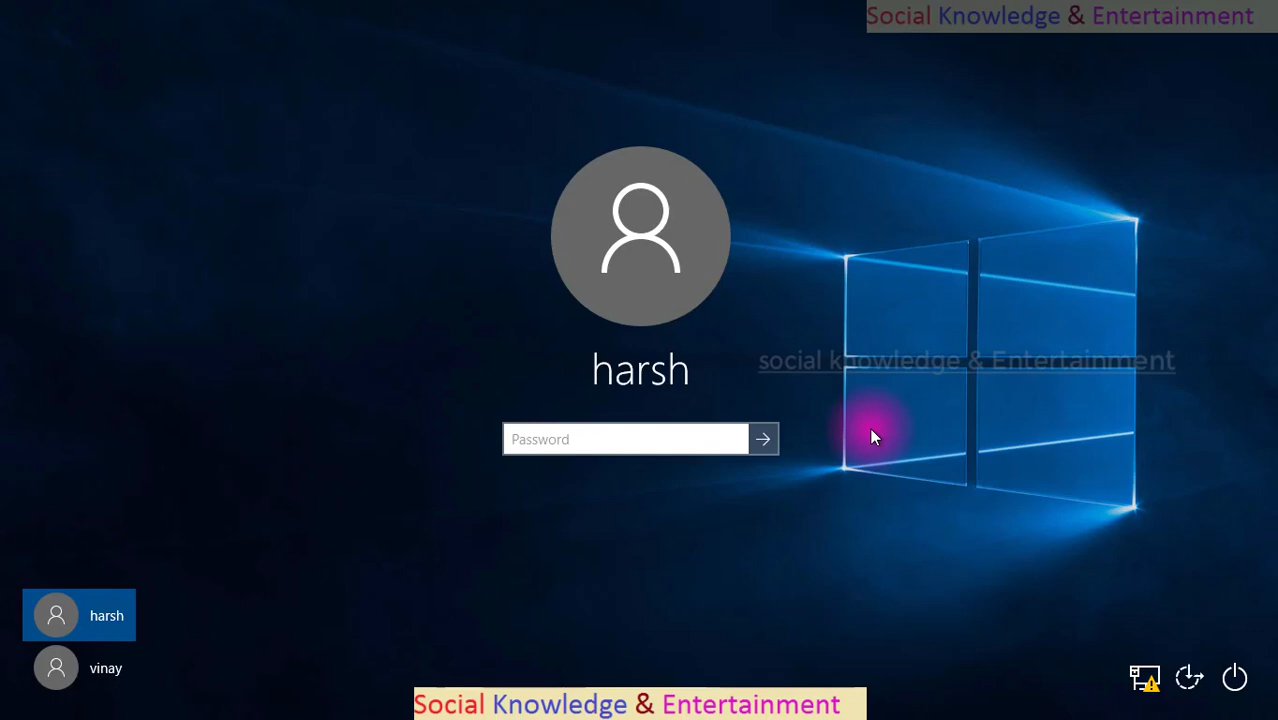 Social Knowledge & Entertainment
harsh
social knowledge & Entertainment
Password
harsh
vinay
Social Knowledge & Entertainment